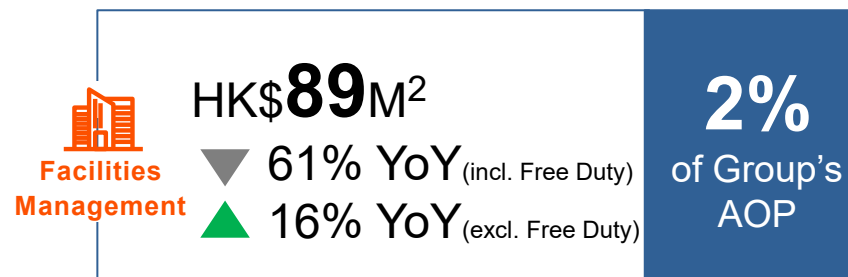 Facilities
Management
HK$89M²
▼ 61% YoY(incl. Free Duty)
▲ 16% YoY(excl. Free Duty)
2%
of Group's
AOP